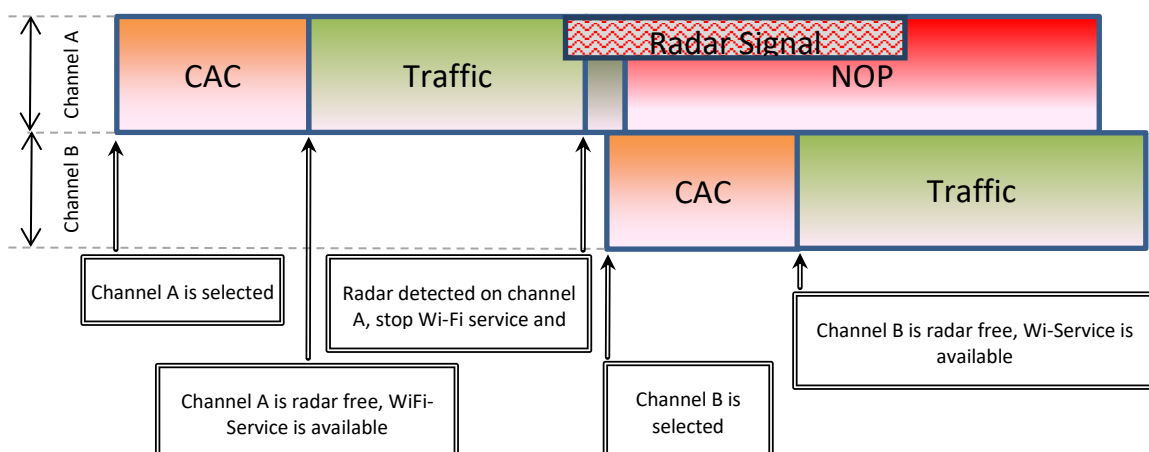 Channel A
CAC
Traffic
Radar Signal
NOP
Channel B
CAC
Traffic
Channel A is selected
Radar detected on channel
A, stop Wi-Fi service and
Channel B is radar free, Wi-Service is
available
Channel A is radar free, WiFi-
Service is available
Channel B is
selected